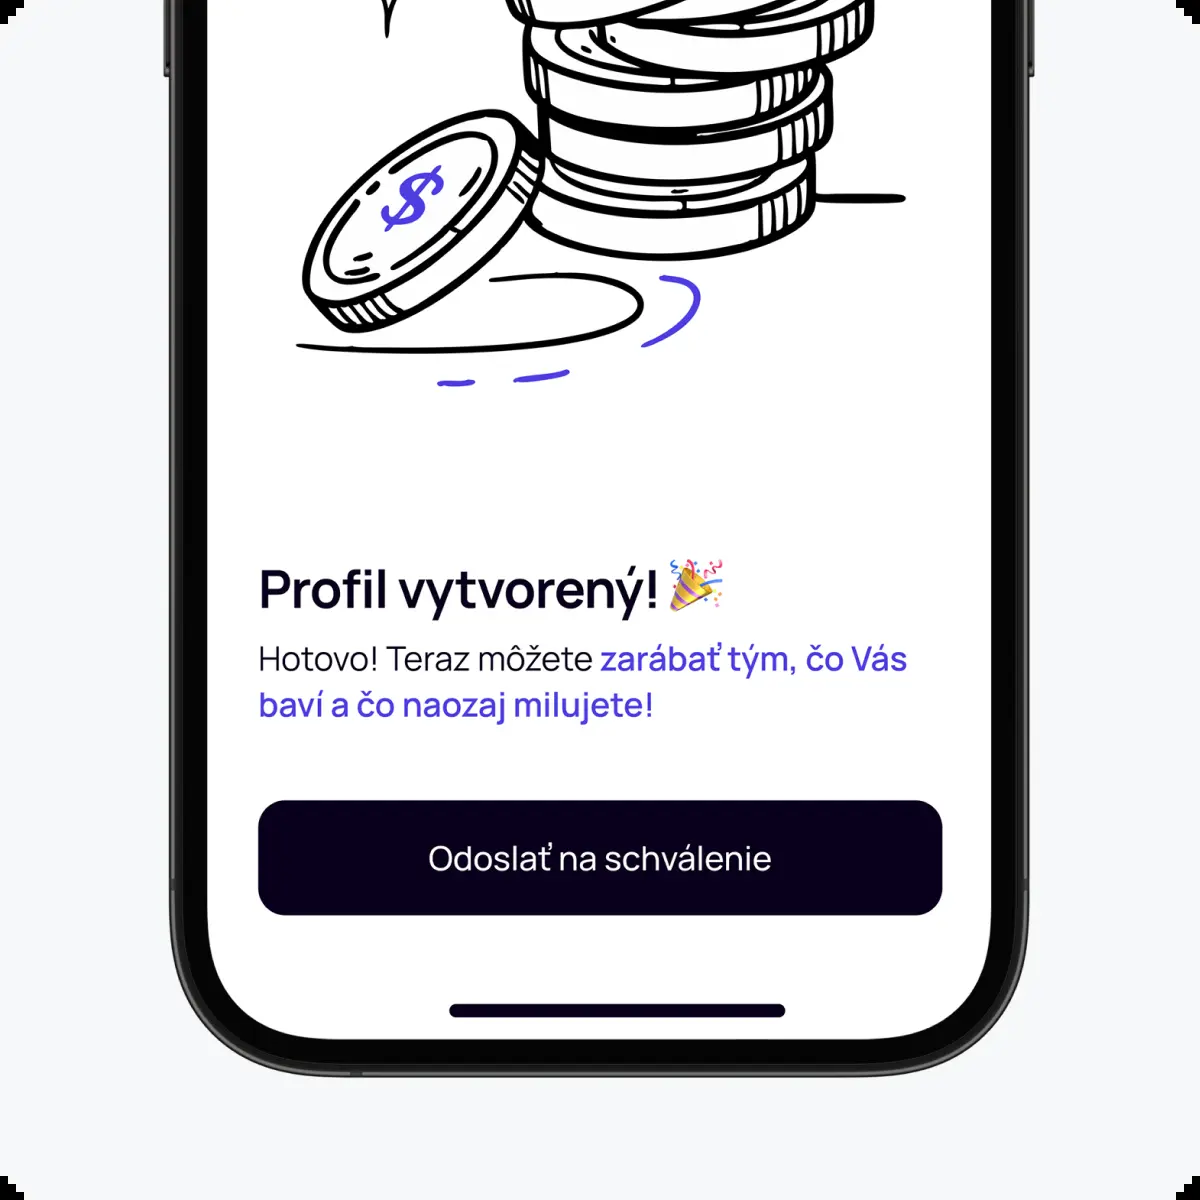 $
Profil vytvorený! 🎉
Hotovo! Teraz môžete zarábať tým, čo Vás
baví a čo naozaj milujete!
Odoslať na schválenie